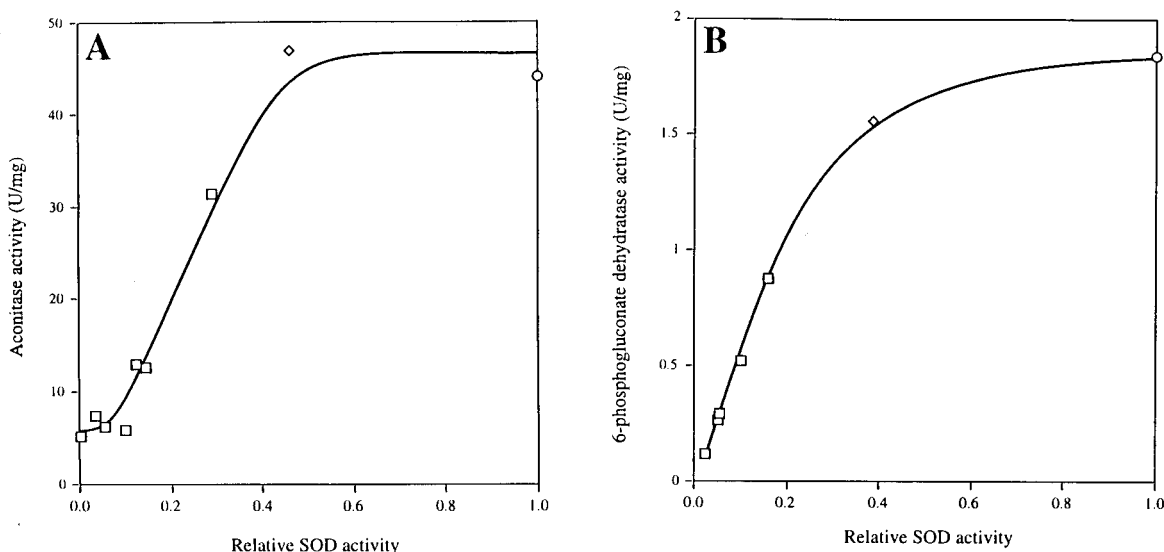 A
Aconitase activity (U/mg)
50
40
30
20
10
0
0.0 0.2 0.4 0.6 0.8 1.0
Relative SOD activity
B
6-phosphogluconate dehydratase activity (U/mg)
2
1.5
1
0.5
0
0.0 0.2 0.4 0.6 0.8 1.0
Relative SOD activity